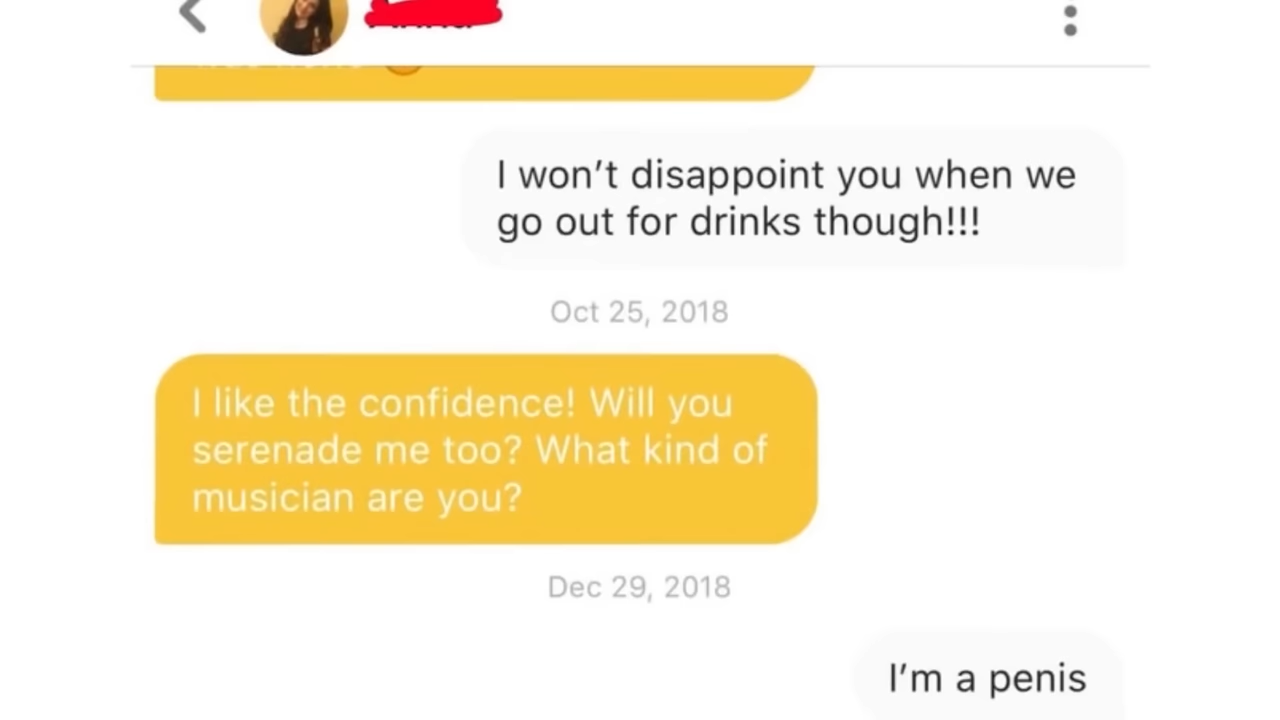 I won't disappoint you when we
go out for drinks though!!!
Oct 25, 2018
I like the confidence! Will you
serenade me too? What kind of
musician are you?
Dec 29, 2018
I'm a penis